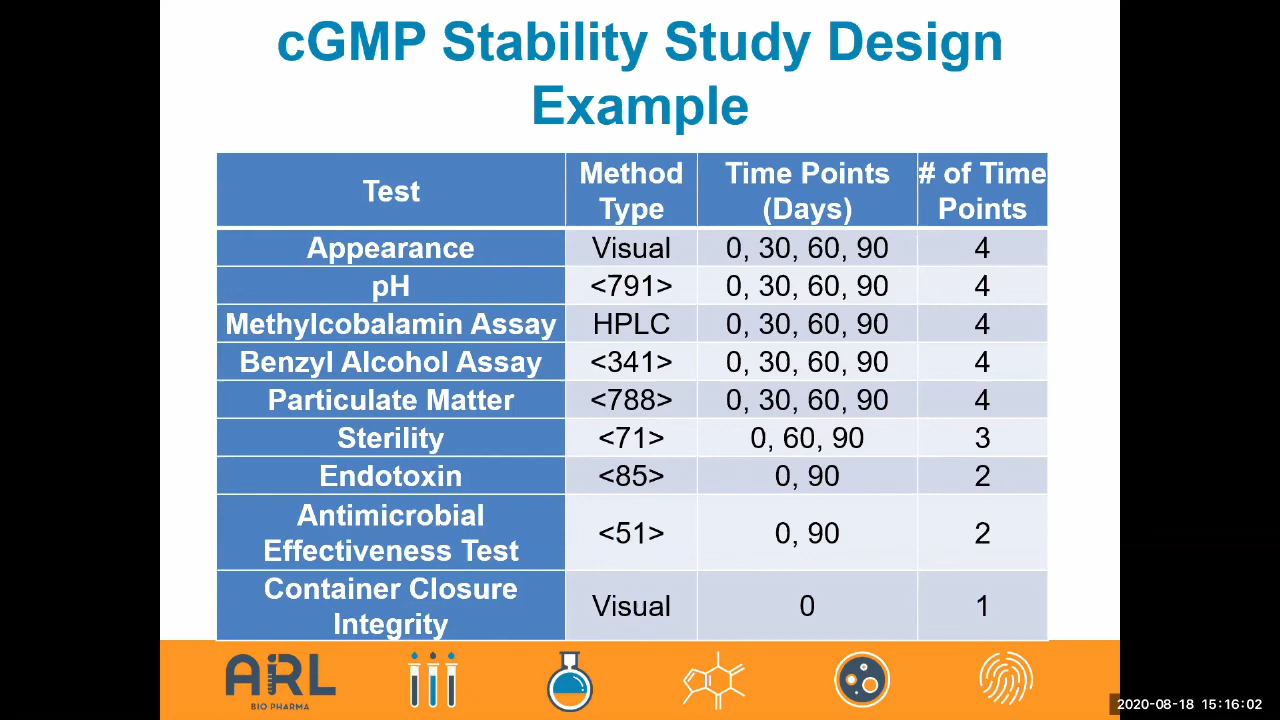 cGMP Stability Study Design
Example
Test
Method
Type
Time Points
(Days)
# of Time
Points
Appearance Visual 0, 30, 60, 90 4
pH <791> 0, 30, 60, 90 4
Methylcobalamin Assay HPLC 0, 30, 60, 90 4
Benzyl Alcohol Assay <341> 0, 30, 60, 90 4
Particulate Matter <788> 0, 30, 60, 90 4
Sterility <71> 0, 60, 90 3
Endotoxin <85> 0, 90 2
Antimicrobial
Effectiveness Test <51> 0, 90 2
Container Closure
Integrity Visual 0 1
ARL
BIO PHARMA
2020-08-18 15:16:02